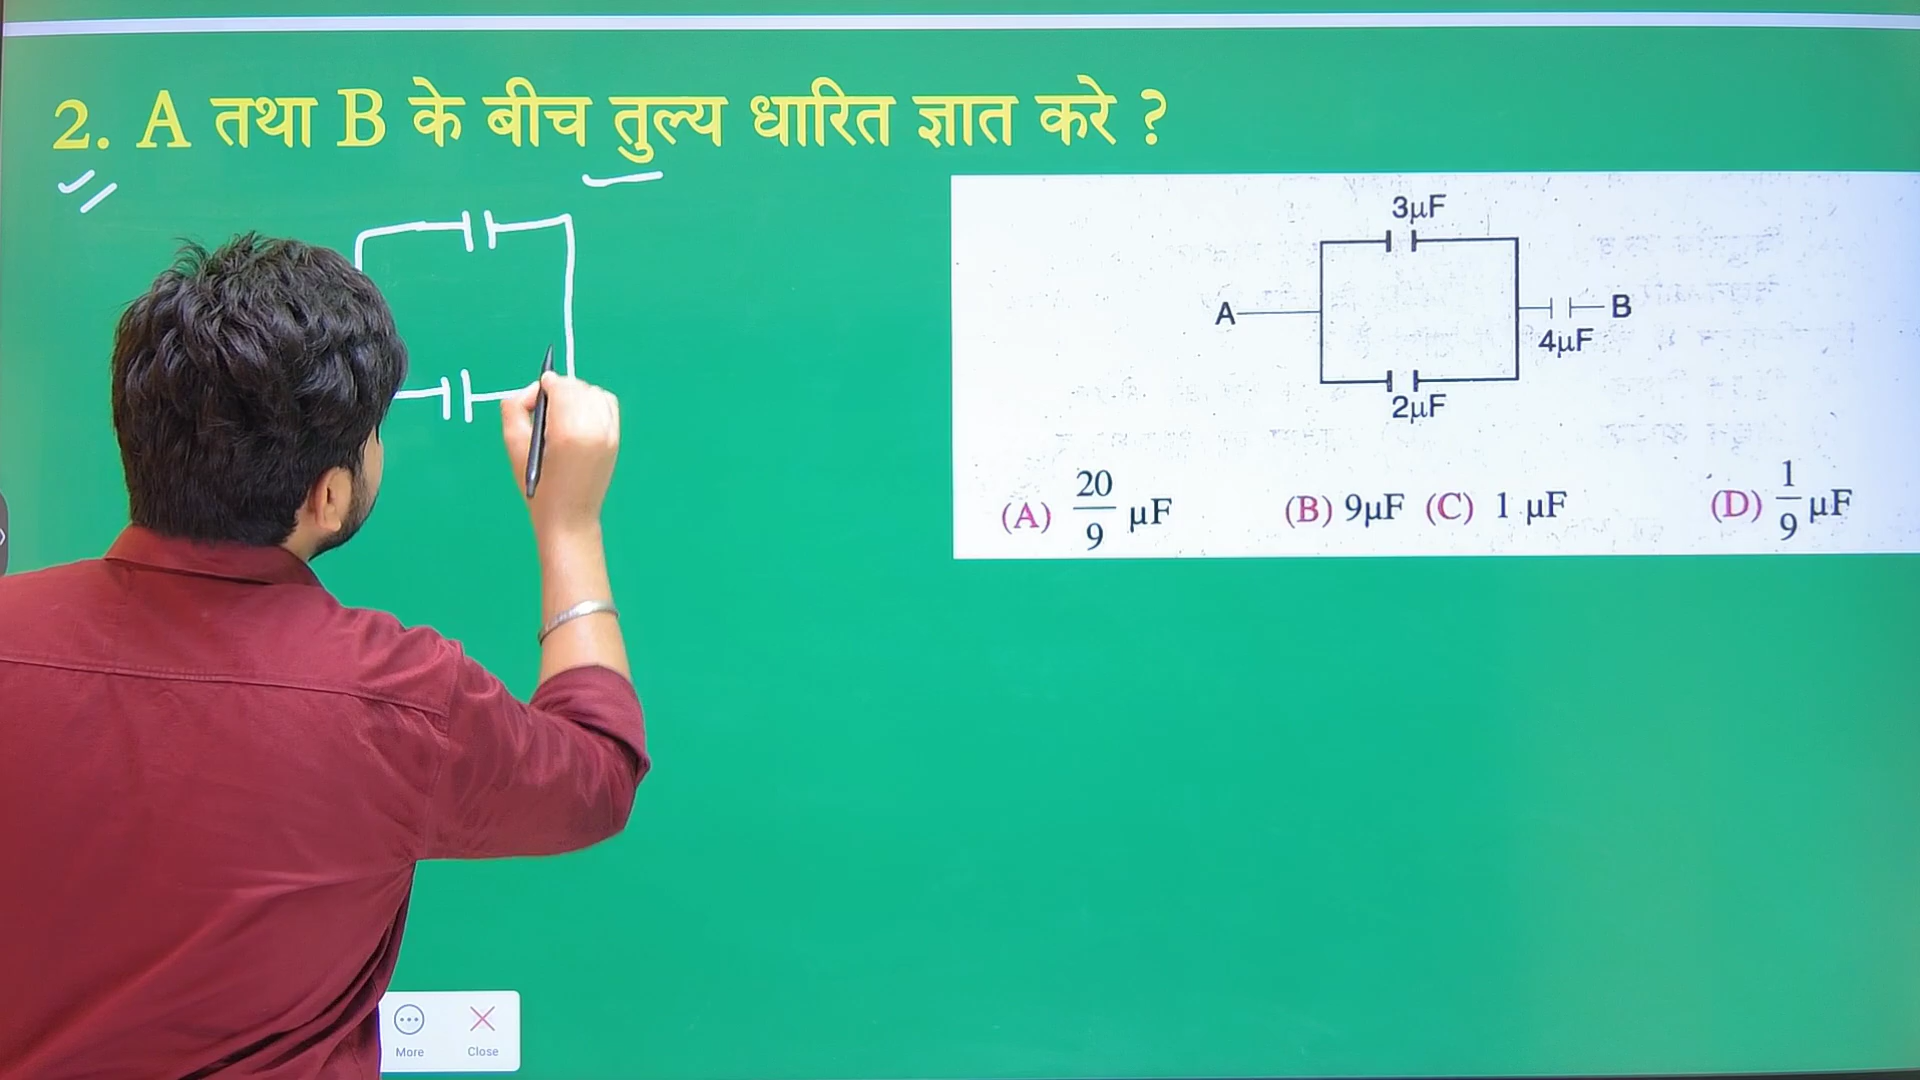 2. A तथा B के बीच तुल्य धारित ज्ञात करे ?
3µF
A
B
4µF
2µF
(A) 20/9 µF (B) 9µF (C) 1 µF (D) 1/9 µF
More Close